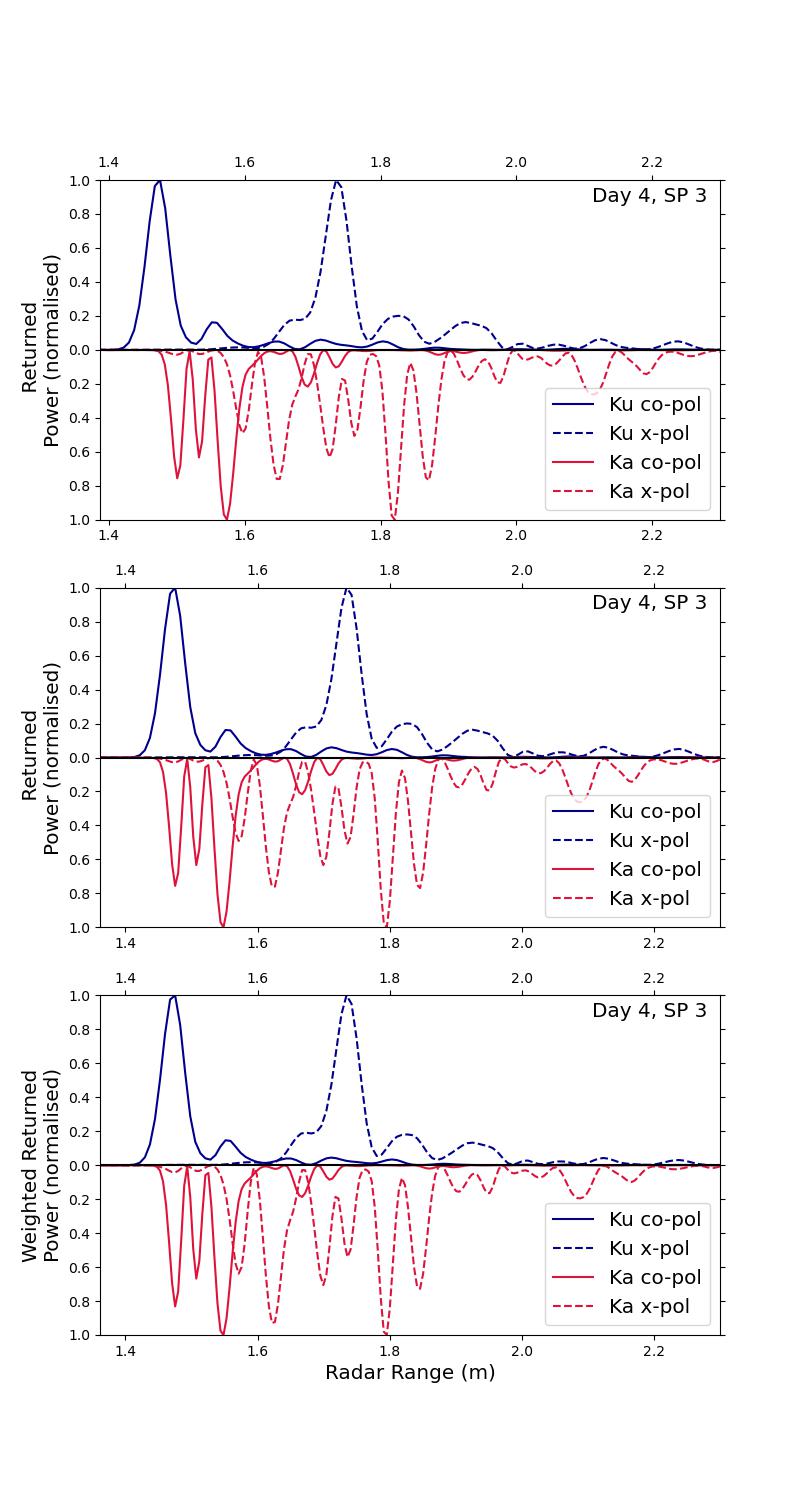 1.4 1.6 1.8 2.0 2.2
Day 4, SP 3
Returned
Power (normalised)
1.0
0.8
0.6
0.4
0.2
0.0
0.2
0.4
0.6
0.8
1.0
Ku co-pol
Ku x-pol
Ka co-pol
Ka x-pol
1.4 1.6 1.8 2.0 2.2
1.4 1.6 1.8 2.0 2.2
Day 4, SP 3
Returned
Power (normalised)
1.0
0.8
0.6
0.4
0.2
0.0
0.2
0.4
0.6
0.8
1.0
Ku co-pol
Ku x-pol
Ka co-pol
Ka x-pol
1.4 1.6 1.8 2.0 2.2
1.4 1.6 1.8 2.0 2.2
Day 4, SP 3
Weighted Returned
Power (normalised)
1.0
0.8
0.6
0.4
0.2
0.0
0.2
0.4
0.6
0.8
1.0
Ku co-pol
Ku x-pol
Ka co-pol
Ka x-pol
1.4 1.6 1.8 2.0 2.2
Radar Range (m)